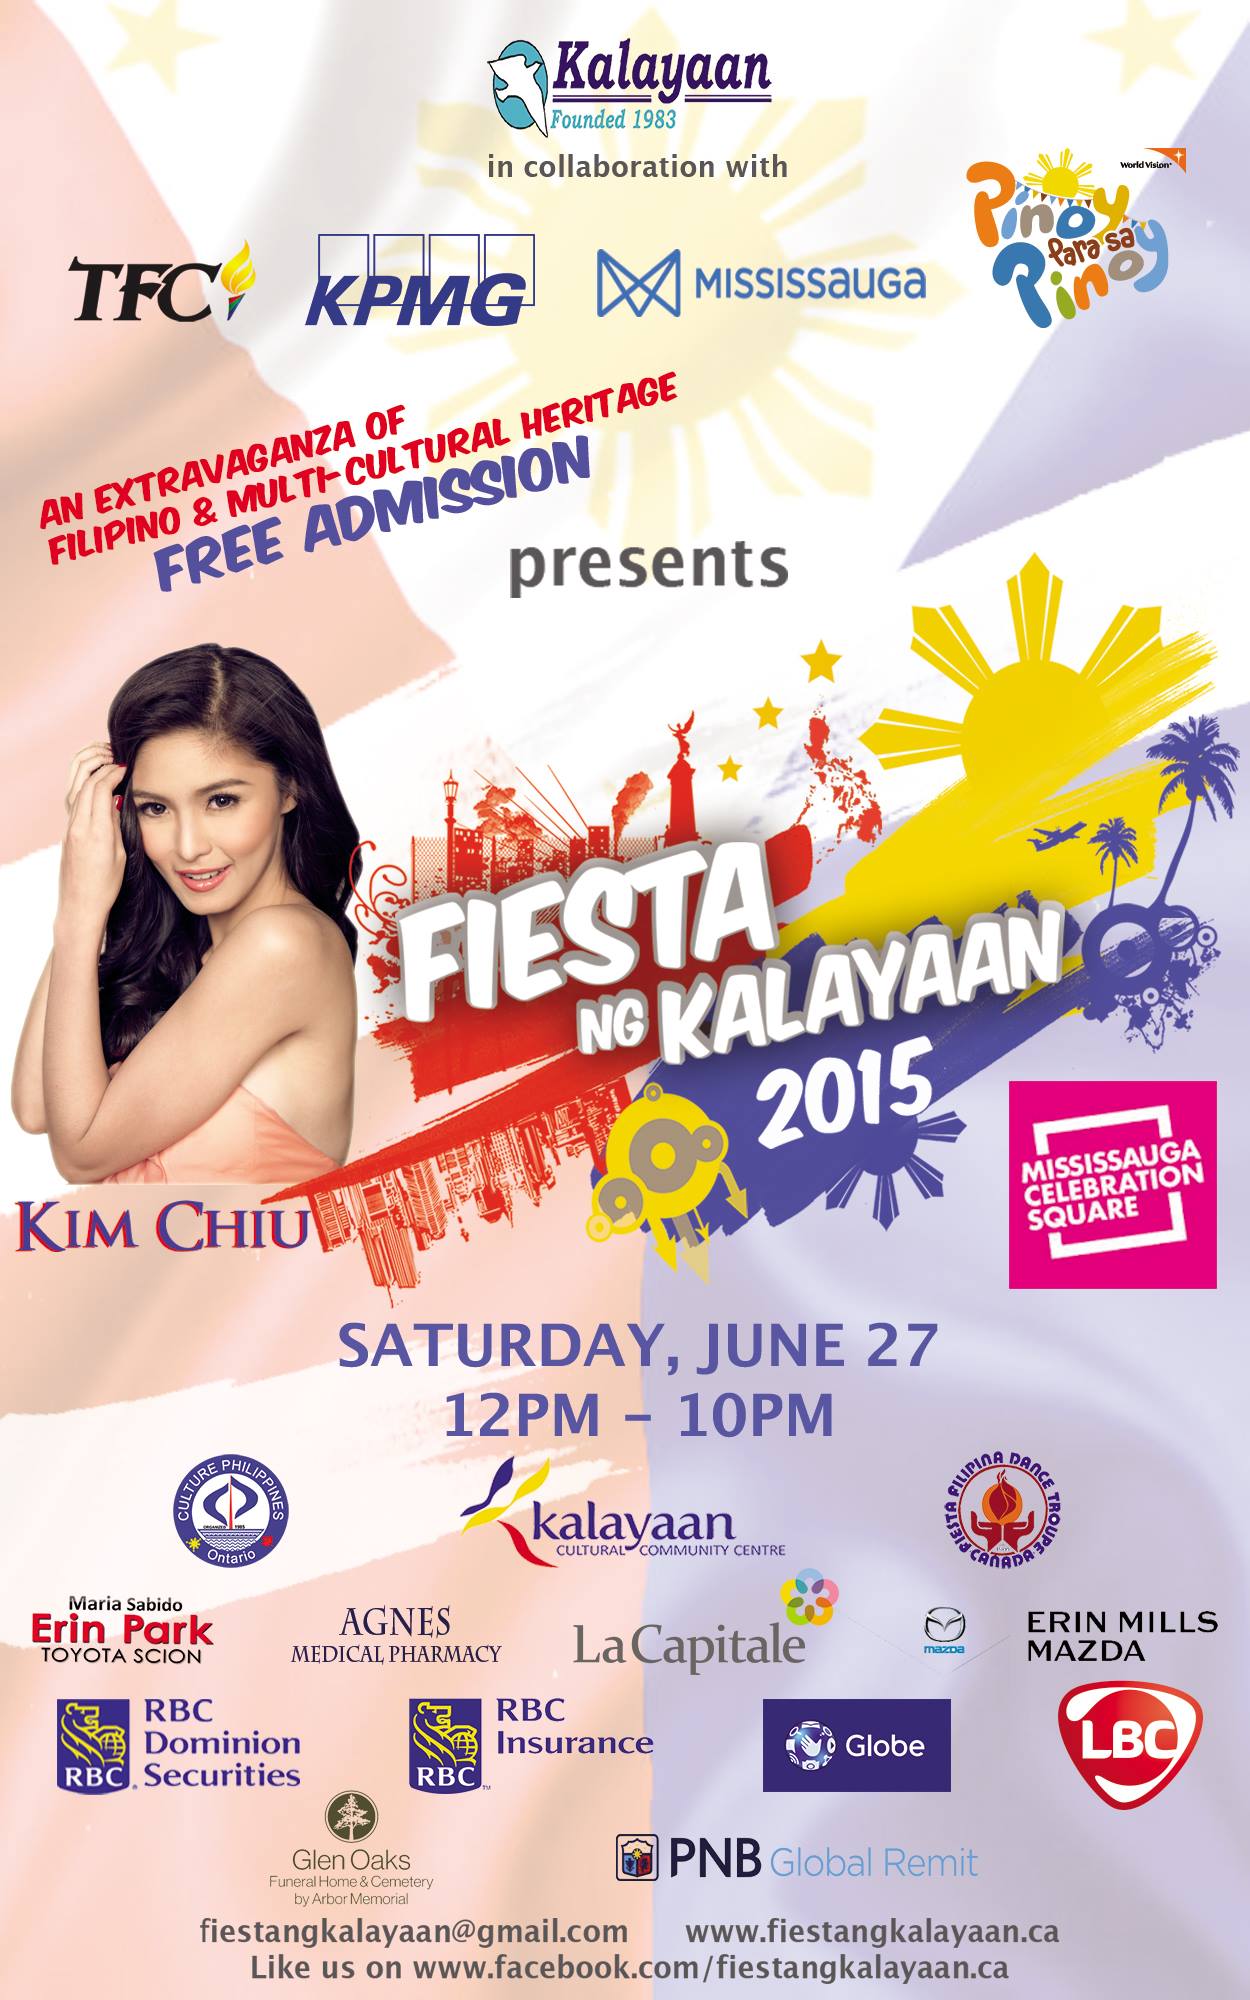 Kalayaan
Founded 1983
in collaboration with
World Vision
Pinoy
Para sa
Pinoy
TFC
KPMG
MISSISSAUGA
AN EXTRAVAGANZA OF
FILIPINO & MULTI-CULTURAL HERITAGE
FREE ADMISSION
presents
FIESTA
NG KALAYAAN
2015
MISSISSAUGA
CELEBRATION
SQUARE
KIM CHIU
SATURDAY, JUNE 27
12PM - 10PM
CULTURE PHILIPPINES
ORGANIZED 1985
Ontario
kalayaan
CULTURAL COMMUNITY CENTRE
FIESTA FILIPINA DANCE TROUPE
CANADA
Maria Sabido
Erin Park
TOYOTA SCION
AGNES
MEDICAL PHARMACY
La Capitale
mazda
ERIN MILLS
MAZDA
RBC
RBC
Dominion
Securities
RBC
RBC
Insurance
Globe
LBC
Glen Oaks
Funeral Home & Cemetery
by Arbor Memorial
PNB Global Remit
fiestangkalayaan@gmail.com www.fiestangkalayaan.ca
Like us on www.facebook.com/fiestangkalayaan.ca